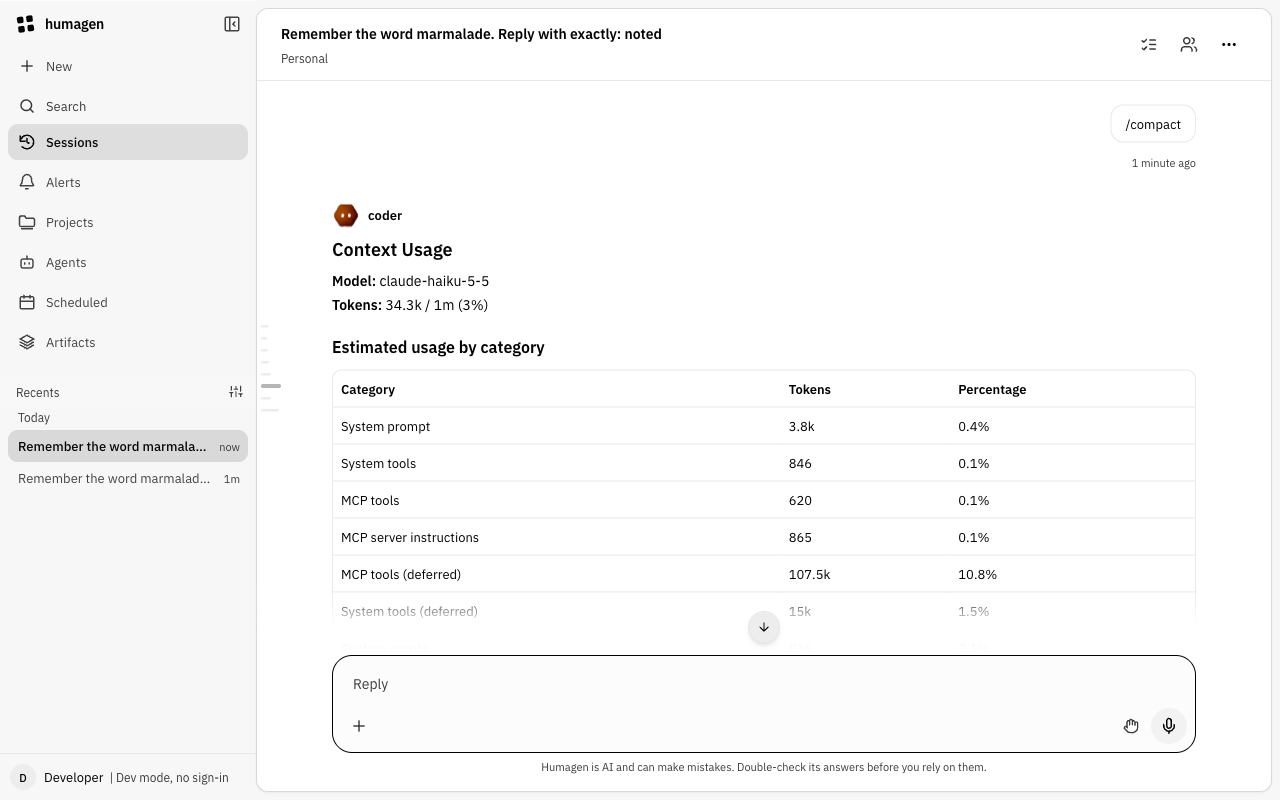 humagen
New
Search
Sessions
Alerts
Projects
Agents
Scheduled
Artifacts
Recents
Today
Remember the word marmala... now
Remember the word marmalad... 1m
D Developer | Dev mode, no sign-in
Remember the word marmalade. Reply with exactly: noted
Personal
/compact
1 minute ago
coder
Context Usage
Model: claude-haiku-5-5
Tokens: 34.3k / 1m (3%)
Estimated usage by category
Category Tokens Percentage
System prompt 3.8k 0.4%
System tools 846 0.1%
MCP tools 620 0.1%
MCP server instructions 865 0.1%
MCP tools (deferred) 107.5k 10.8%
System tools (deferred) 15k 1.5%
Reply
Humagen is AI and can make mistakes. Double-check its answers before you rely on them.